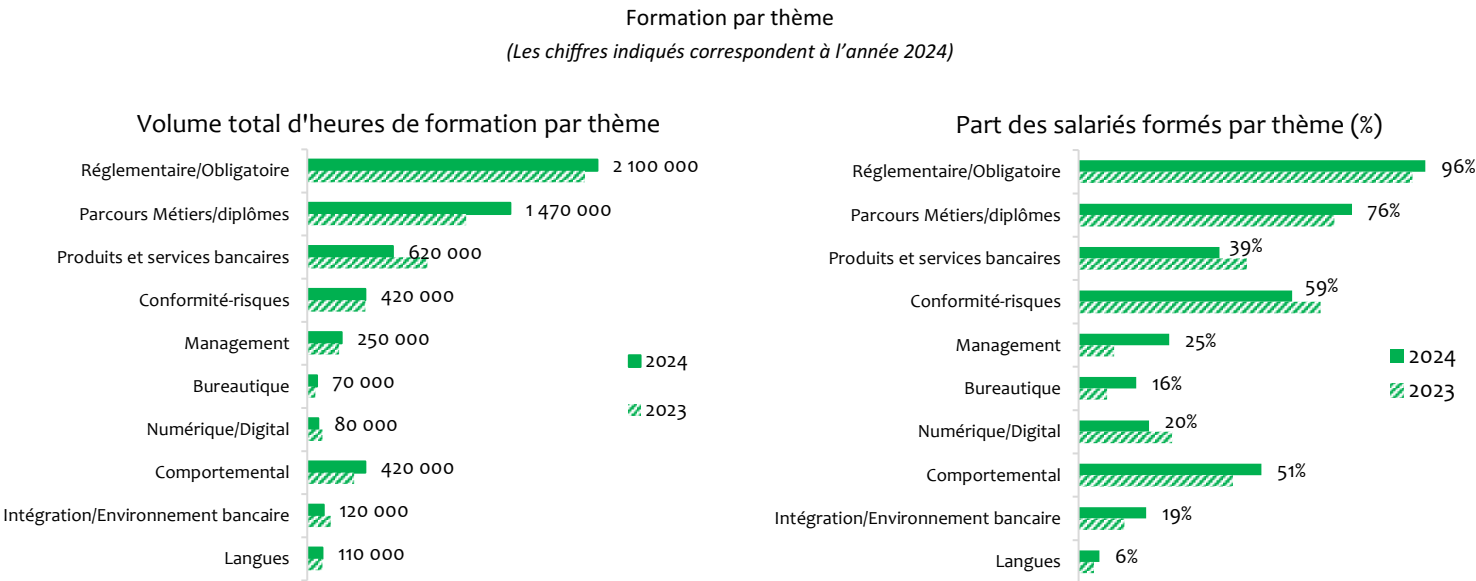 Formation par thème
(Les chiffres indiqués correspondent à l’année 2024)
Volume total d'heures de formation par thème
Réglementaire/Obligatoire 2 100 000
Parcours Métiers/diplômes 1 470 000
Produits et services bancaires 620 000
Conformité-risques 420 000
Management 250 000
Bureautique 70 000
Numérique/Digital 80 000
Comportemental 420 000
Intégration/Environnement bancaire 120 000
Langues 110 000
2024
2023
Part des salariés formés par thème (%)
Réglementaire/Obligatoire 96%
Parcours Métiers/diplômes 76%
Produits et services bancaires 39%
Conformité-risques 59%
Management 25%
Bureautique 16%
Numérique/Digital 20%
Comportemental 51%
Intégration/Environnement bancaire 19%
Langues 6%
2024
2023